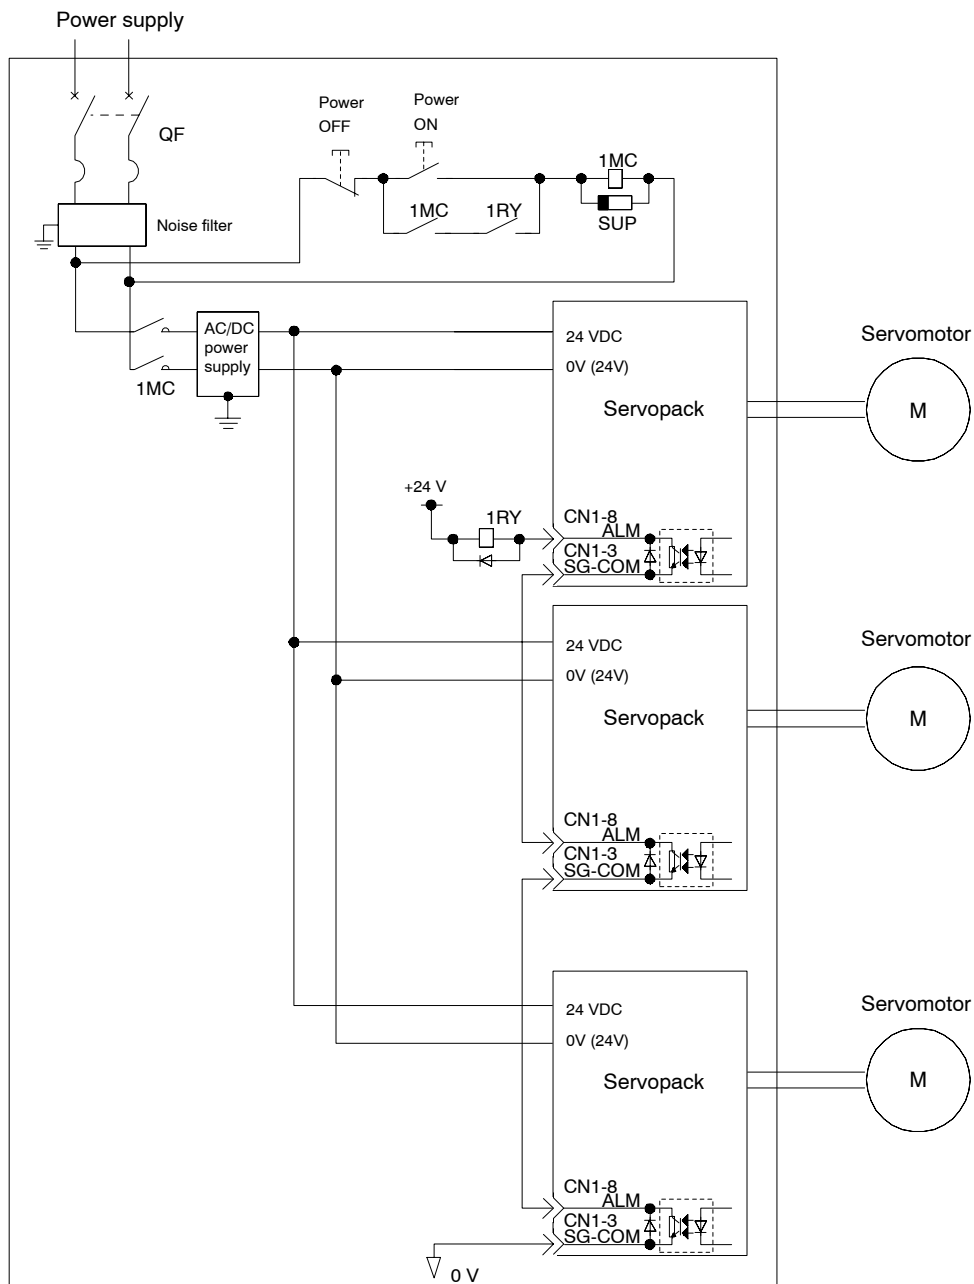 Power supply
QF
Power
OFF
Power
ON
1MC
SUP
1MC 1RY
Noise filter
AC/DC
power
supply
1MC
24 VDC
0V (24V)
Servopack
Servomotor
M
+24 V
1RY
CN1-8
ALM
CN1-3
SG-COM
24 VDC
0V (24V)
Servopack
Servomotor
M
CN1-8
ALM
CN1-3
SG-COM
24 VDC
0V (24V)
Servopack
Servomotor
M
CN1-8
ALM
CN1-3
SG-COM
0 V